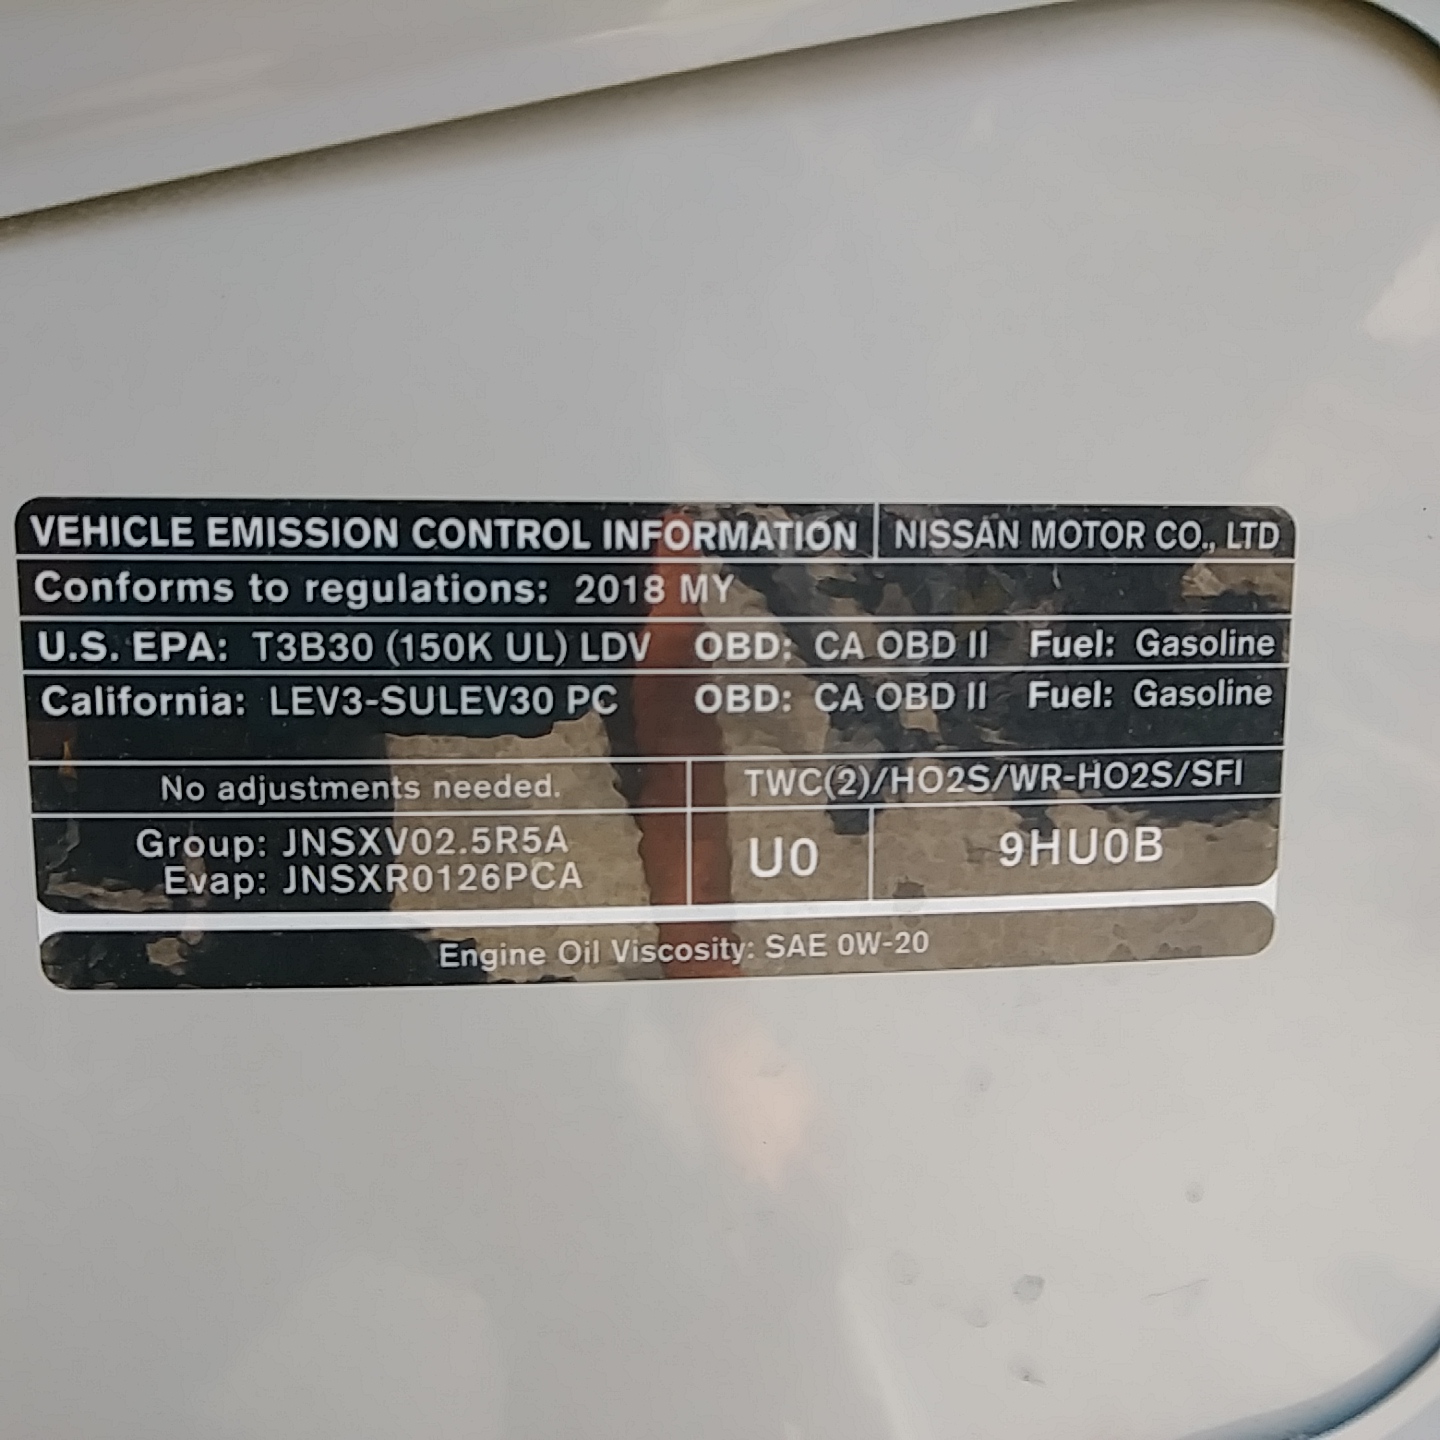 VEHICLE EMISSION CONTROL INFORMATION NISSAN MOTOR CO., LTD
Conforms to regulations: 2018 MY
U.S. EPA: T3B30 (150K UL) LDV OBD: CA OBD II Fuel: Gasoline
California: LEV3-SULEV30 PC OBD: CA OBD II Fuel: Gasoline
No adjustments needed. TWC(2)/HO2S/WR-HO2S/SFI
Group: JNSXV02.5R5A
Evap: JNSXR0126PCA
U0 9HU0B
Engine Oil Viscosity: SAE 0W-20